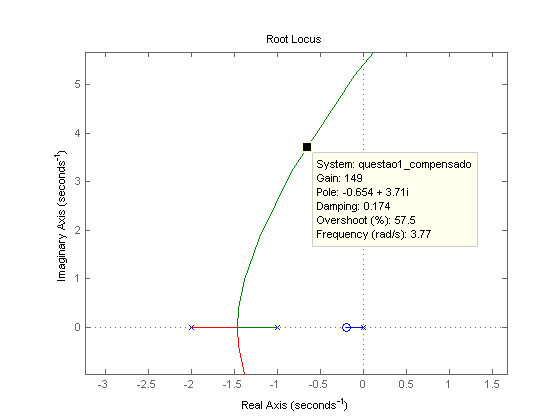 Root Locus
5
4
3
2
1
0
-3
-2.5
-2
-1.5
-1
-0.5
0
0.5
1
1.5
Imaginary Axis (seconds⁻¹)
Real Axis (seconds⁻¹)
System: questao1_compensado
Gain: 149
Pole: -0.654 + 3.71i
Damping: 0.174
Overshoot (%): 57.5
Frequency (rad/s): 3.77